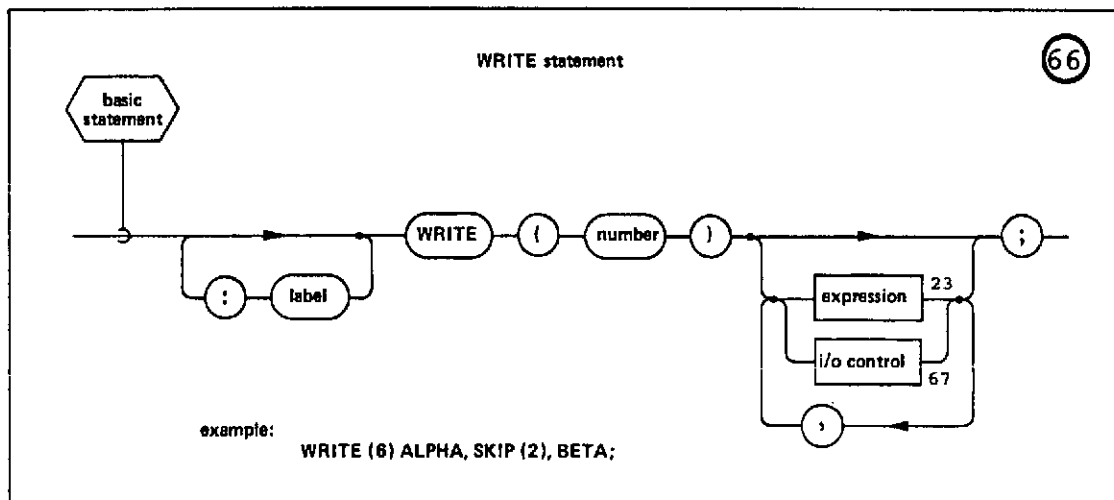 WRITE statement
66
basic
statement
WRITE ( number ) ;
: label
expression 23
i/o control 67
,
example:
WRITE (6) ALPHA, SKIP (2), BETA;